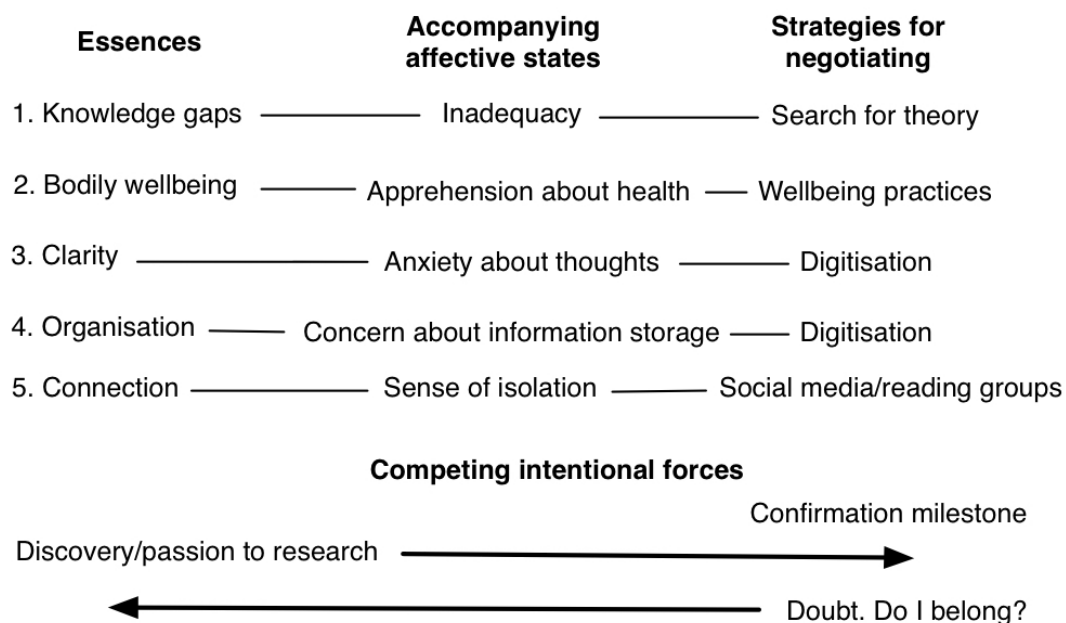 Essences
Accompanying
affective states
Strategies for
negotiating
1. Knowledge gaps Inadequacy Search for theory
2. Bodily wellbeing Apprehension about health Wellbeing practices
3. Clarity Anxiety about thoughts Digitisation
4. Organisation Concern about information storage Digitisation
5. Connection Sense of isolation Social media/reading groups
Competing intentional forces
Confirmation milestone
Discovery/passion to research
Doubt. Do I belong?